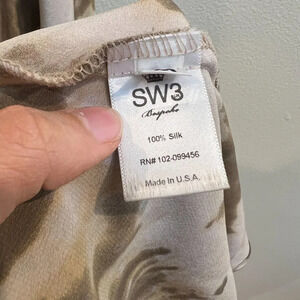 SW3
Bespoke
100% Silk
RN# 102-099456
Made in U.S.A.